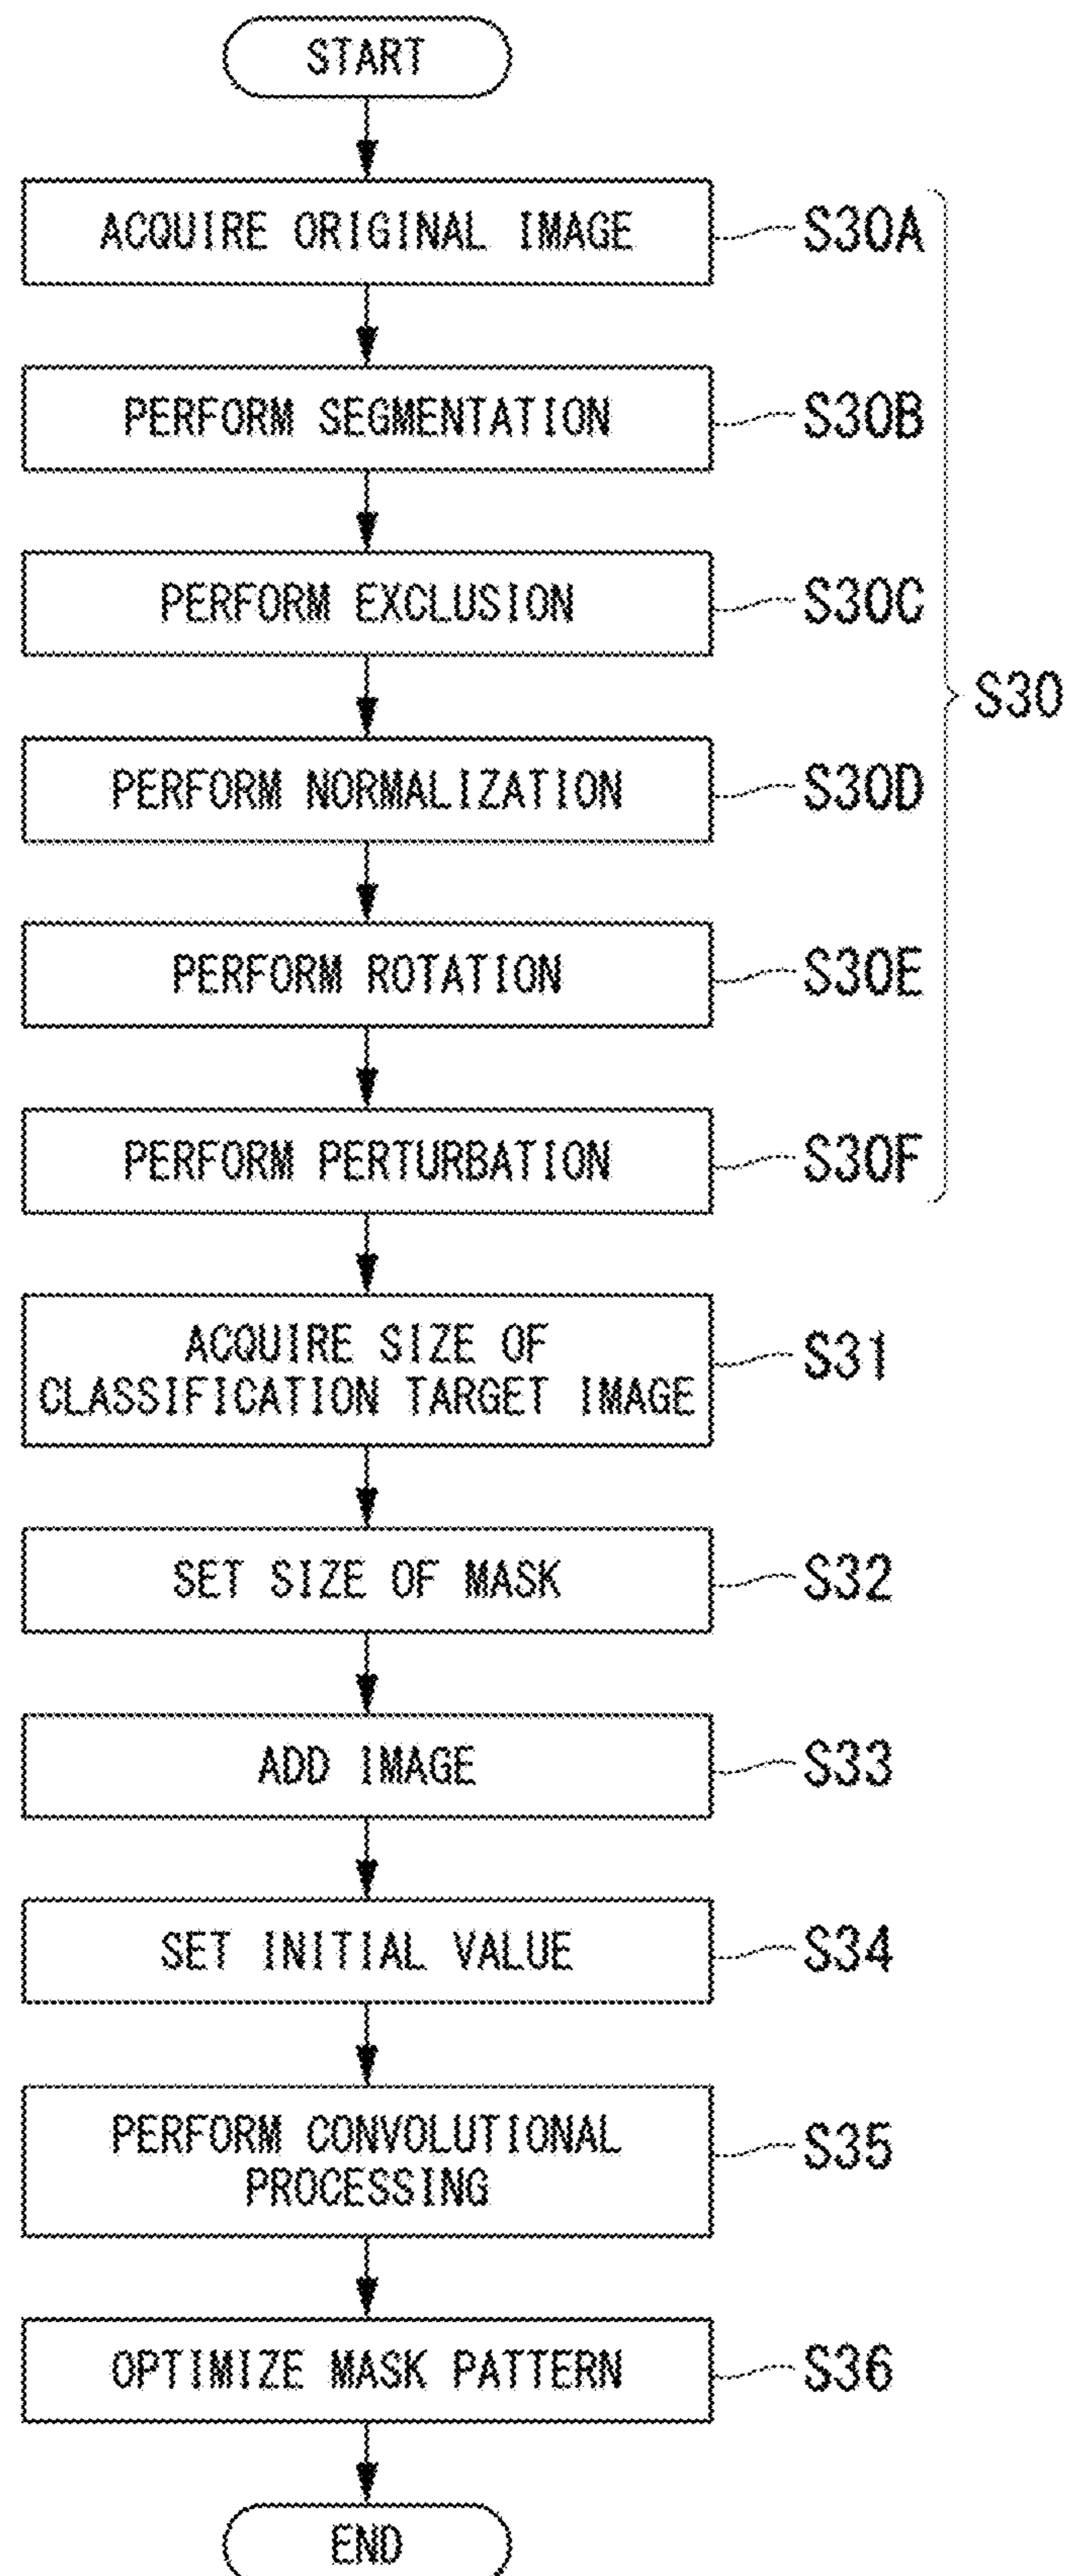 START
ACQUIRE ORIGINAL IMAGE
S30A
PERFORM SEGMENTATION
S30B
PERFORM EXCLUSION
S30C
S30
PERFORM NORMALIZATION
S30D
PERFORM ROTATION
S30E
PERFORM PERTURBATION
S30F
ACQUIRE SIZE OF
CLASSIFICATION TARGET IMAGE
S31
SET SIZE OF MASK
S32
ADD IMAGE
S33
SET INITIAL VALUE
S34
PERFORM CONVOLUTIONAL
PROCESSING
S35
OPTIMIZE MASK PATTERN
S36
END